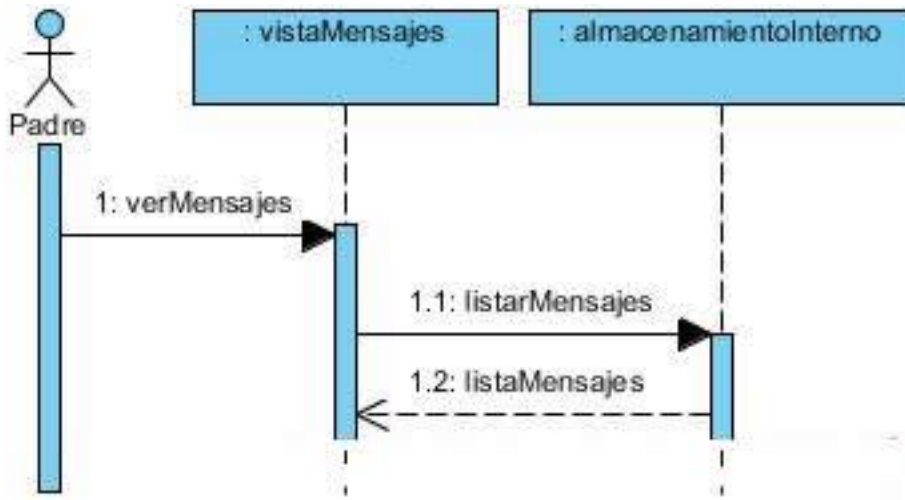 : vistaMensajes
: almacenamientoInterno
Padre
1: verMensajes
1.1: listarMensajes
1.2: listaMensajes